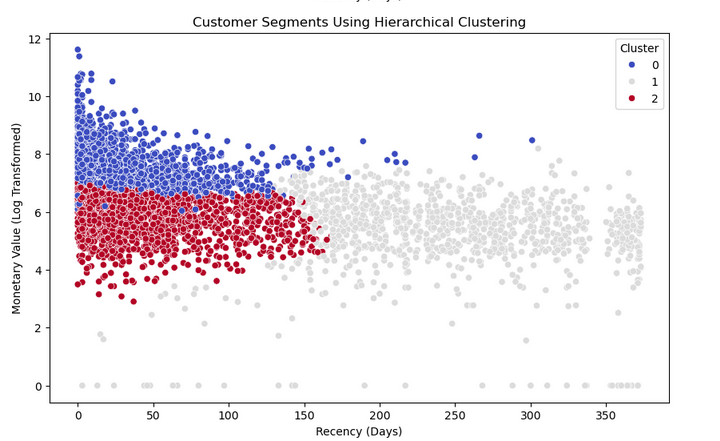 Customer Segments Using Hierarchical Clustering
Cluster
0
1
2
12
10
8
6
4
2
0
Monetary Value (Log Transformed)
0 50 100 150 200 250 300 350
Recency (Days)